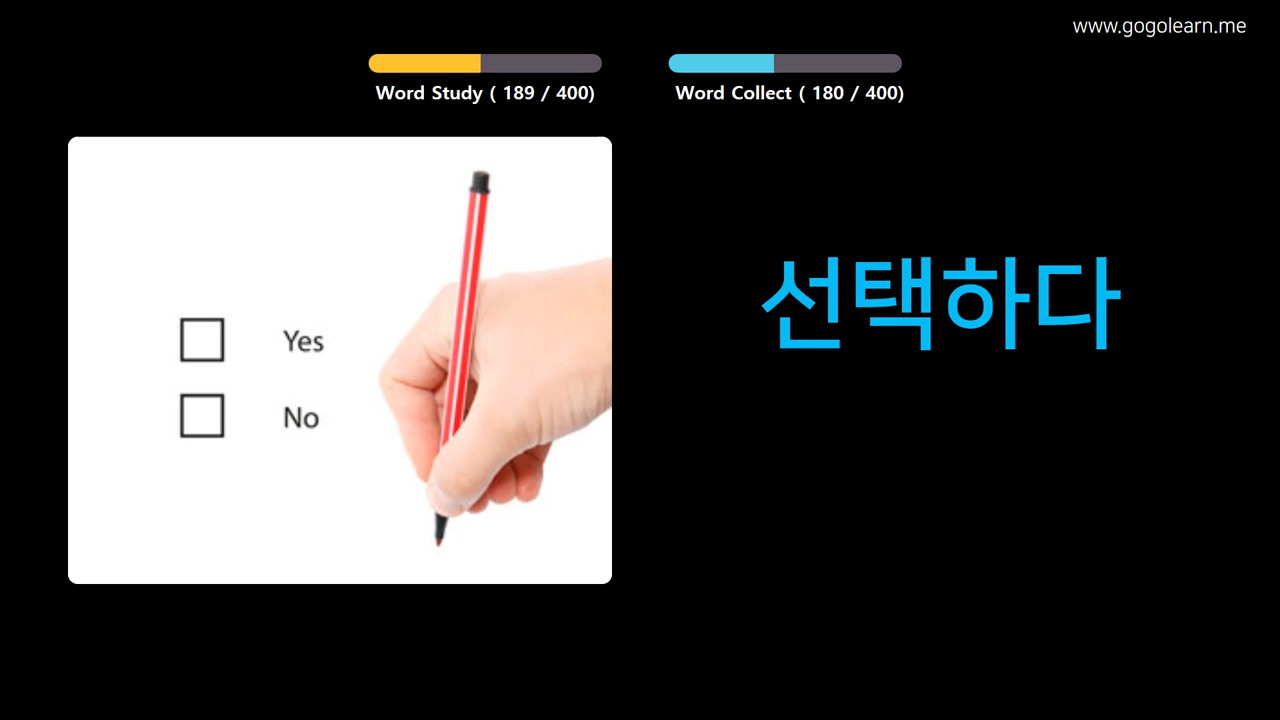 www.gogolearn.me
Word Study ( 189 / 400)
Word Collect ( 180 / 400)
Yes
No
선택하다